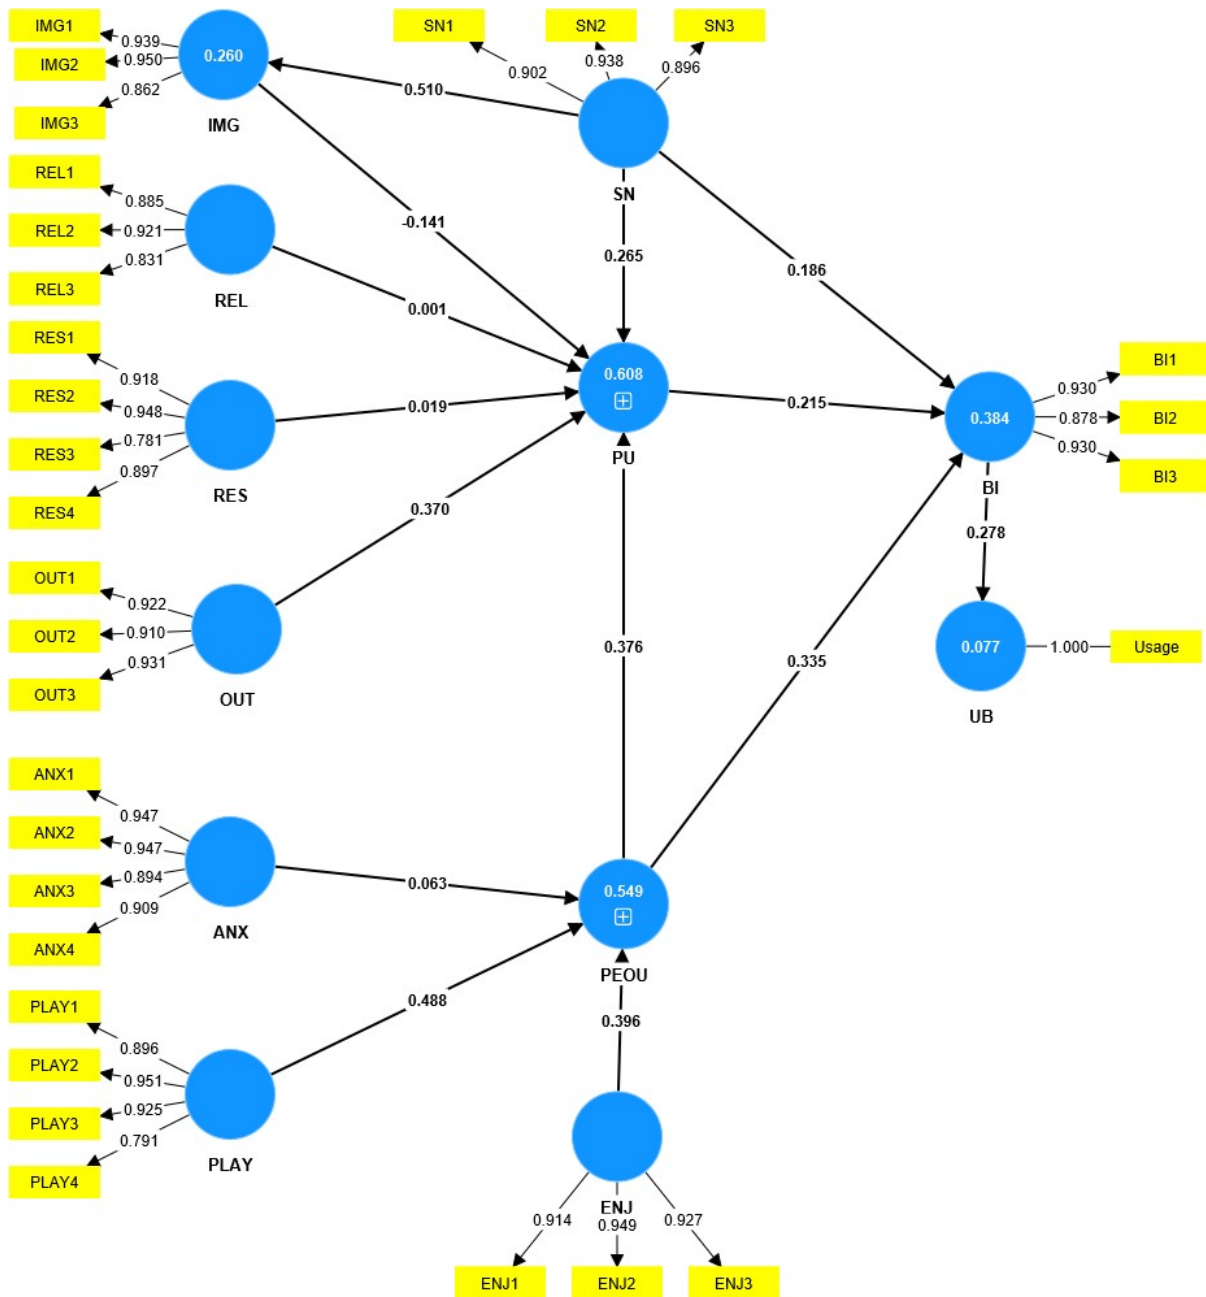 IMG1
IMG2
IMG3
0.939
0.950
0.862
0.260
IMG
SN1
SN2
SN3
0.902
0.938
0.896
SN
0.510
REL1
REL2
REL3
0.885
0.921
0.831
REL
-0.141
0.265
0.186
0.001
RES1
RES2
RES3
RES4
0.918
0.948
0.781
0.897
RES
0.019
0.608
PU
0.215
0.384
BI
0.930
0.878
0.930
BI1
BI2
BI3
0.370
0.278
OUT1
OUT2
OUT3
0.922
0.910
0.931
OUT
0.376
0.335
0.077
UB
1.000
Usage
ANX1
ANX2
ANX3
ANX4
0.947
0.947
0.894
0.909
ANX
0.063
0.549
PEOU
PLAY1
PLAY2
PLAY3
PLAY4
0.896
0.951
0.925
0.791
PLAY
0.488
0.396
ENJ
0.914
0.949
0.927
ENJ1
ENJ2
ENJ3